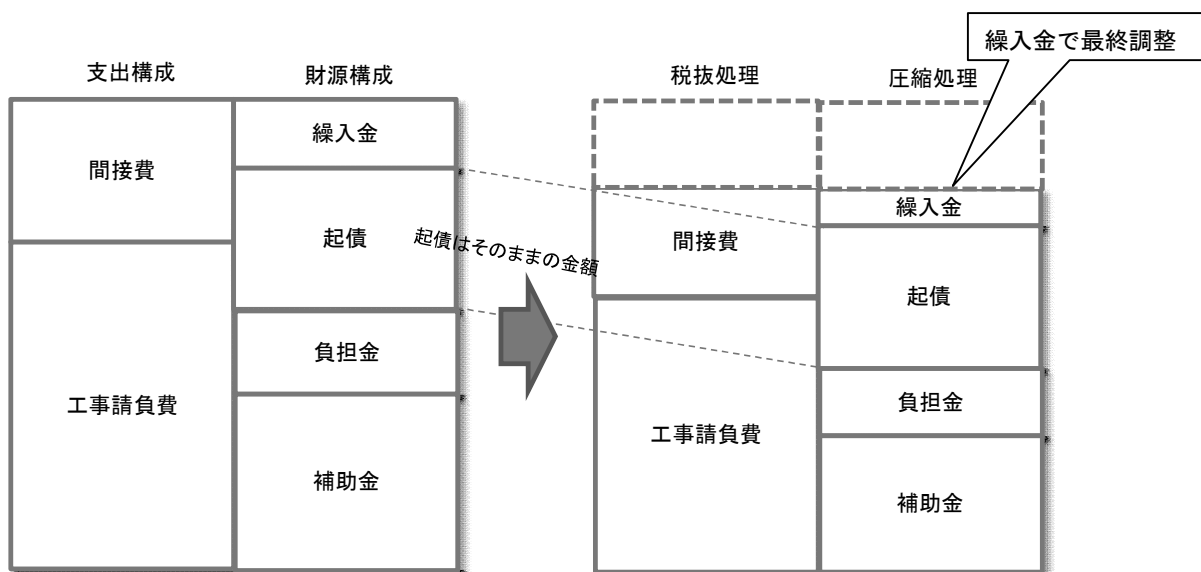 繰入金で最終調整
支出構成
財源構成
税抜処理
圧縮処理
繰入金
間接費
起債
負担金
工事請負費
補助金
起債はそのままの金額
繰入金
間接費
起債
負担金
工事請負費
補助金